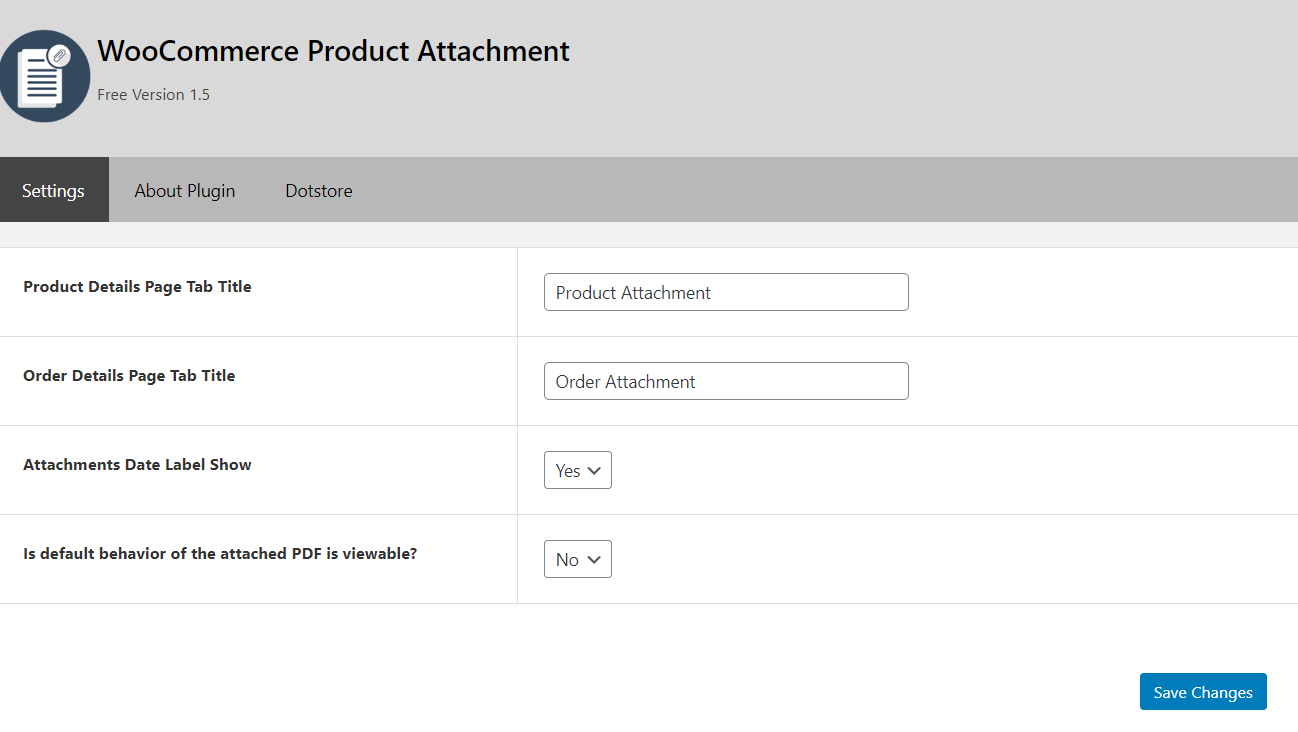 WooCommerce Product Attachment
Free Version 1.5
Settings About Plugin Dotstore
Product Details Page Tab Title Product Attachment
Order Details Page Tab Title Order Attachment
Attachments Date Label Show Yes
Is default behavior of the attached PDF is viewable? No
Save Changes